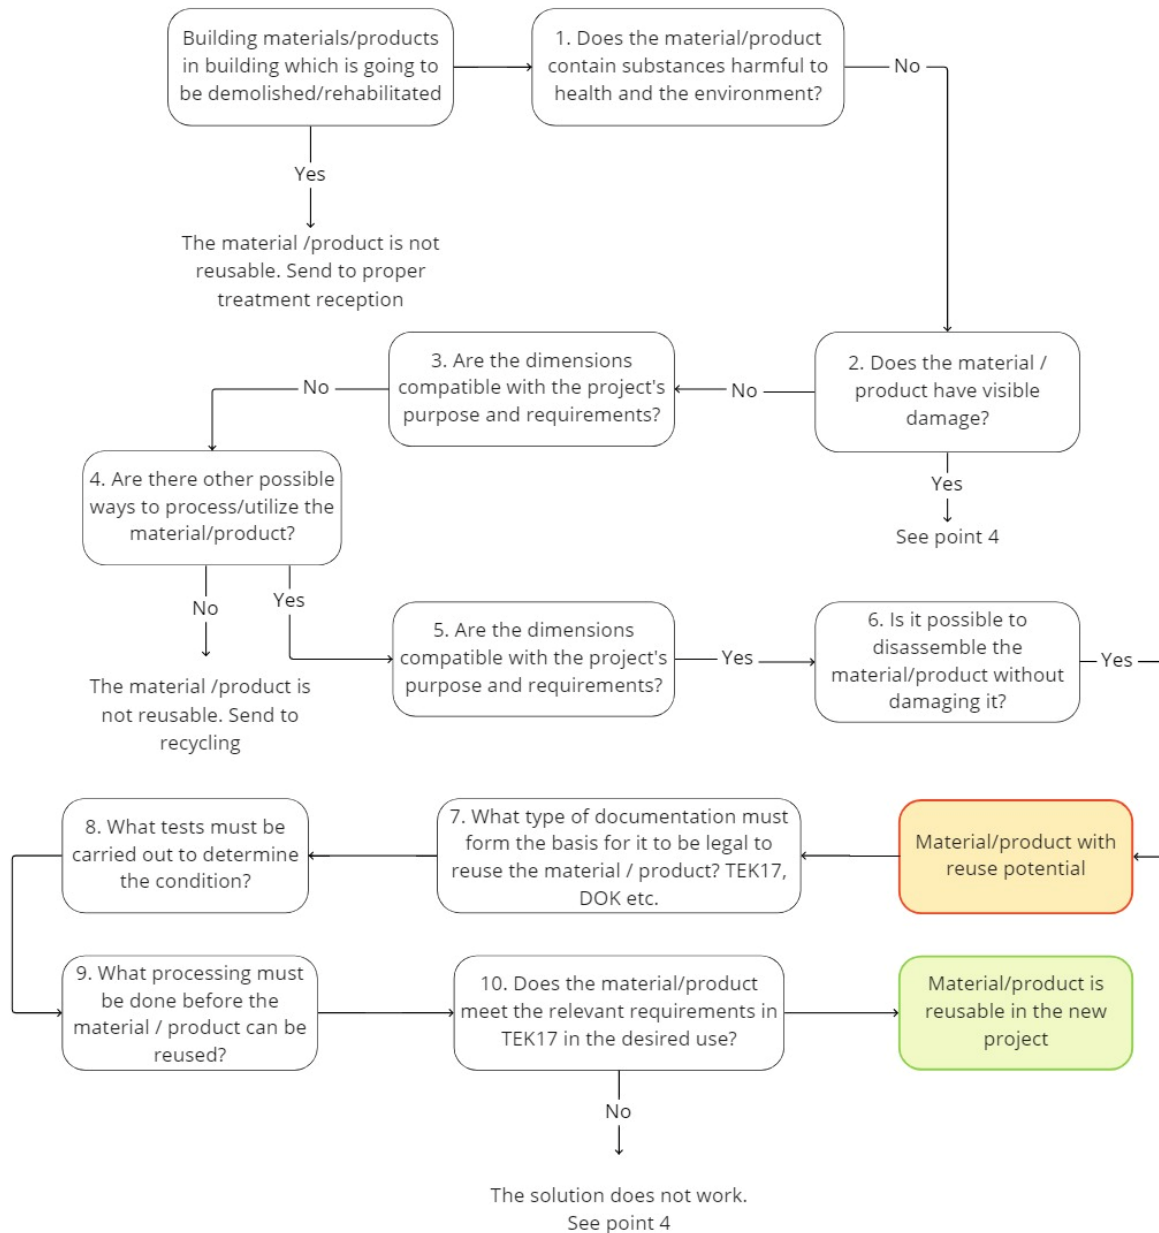 Building materials/products
in building which is going to
be demolished/rehabilitated
1. Does the material/product
contain substances harmful to
health and the environment?
No
Yes
The material /product is not
reusable. Send to proper
treatment reception
2. Does the material /
product have visible
damage?
No
Yes
See point 4
3. Are the dimensions
compatible with the project's
purpose and requirements?
No
4. Are there other possible
ways to process/utilize the
material/product?
No
Yes
The material /product is
not reusable. Send to
recycling
5. Are the dimensions
compatible with the project's
purpose and requirements?
Yes
6. Is it possible to
disassemble the
material/product without
damaging it?
Yes
Material/product with
reuse potential
7. What type of documentation must
form the basis for it to be legal to
reuse the material / product? TEK17,
DOK etc.
8. What tests must be
carried out to determine
the condition?
9. What processing must
be done before the
material / product can be
reused?
10. Does the material/product
meet the relevant requirements in
TEK17 in the desired use?
Material/product is
reusable in the new
project
No
The solution does not work.
See point 4